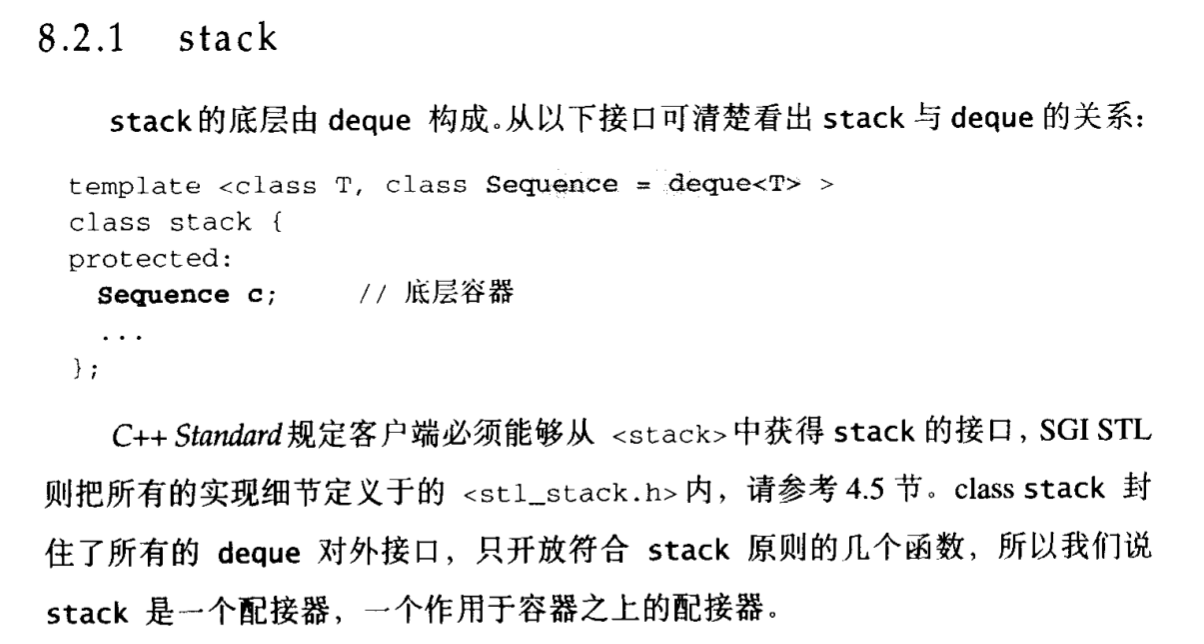 8.2.1 stack
stack的底层由 deque 构成。从以下接口可清楚看出 stack 与 deque 的关系：
template <class T, class Sequence = deque<T> >
class stack {
protected:
Sequence c; // 底层容器
...
};
C++ Standard 规定客户端必须能够从 <stack>中获得 stack 的接口，SGI STL
则把所有的实现细节定义于的 <stl_stack.h>内，请参考 4.5 节。class stack 封
住了所有的 deque 对外接口，只开放符合 stack 原则的几个函数，所以我们说
stack 是一个配接器，一个作用于容器之上的配接器。